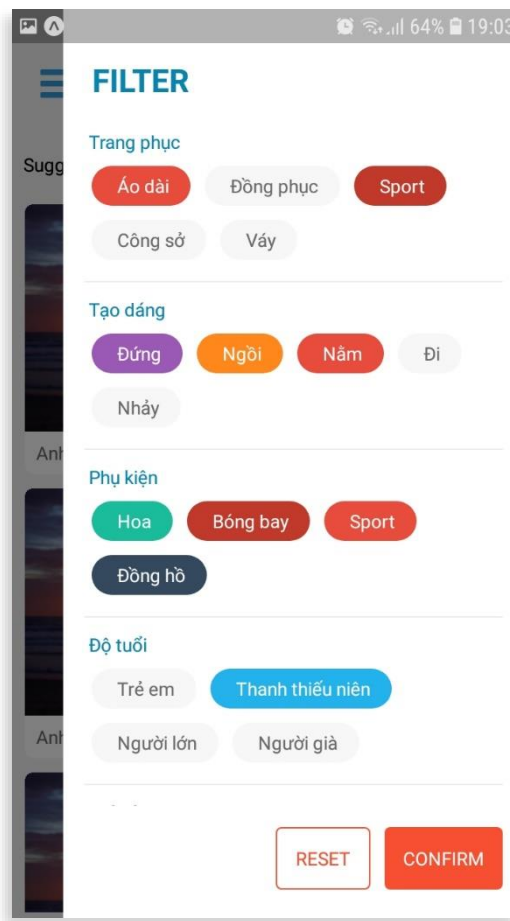 64% 19:03
FILTER
Sugg
Trang phục
Áo dài Đồng phục Sport
Công sở Váy
Tạo dáng
Đứng Ngồi Nằm Đi
Nhảy
Anh
Phụ kiện
Hoa Bóng bay Sport
Đồng hồ
Độ tuổi
Trẻ em Thanh thiếu niên
Anh
Người lớn Người già
RESET CONFIRM